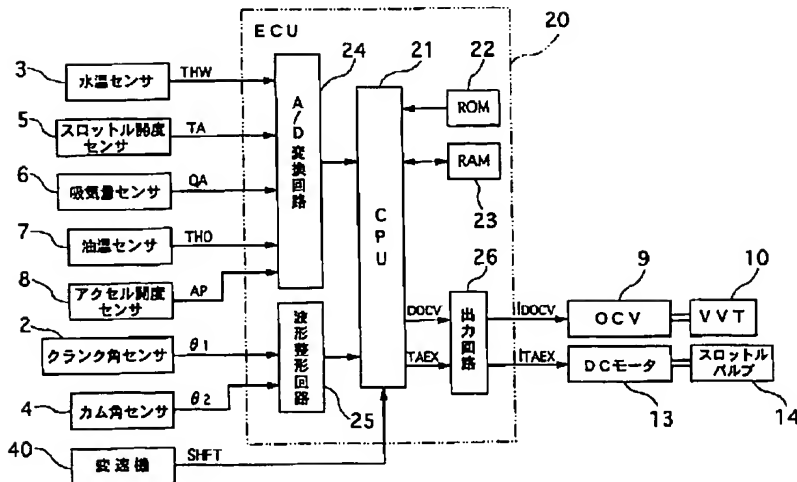 ECU
20
3
水温センサ
THW
24
21
22
ROM
5
スロットル開度
センサ
TA
A/D変換回路
CPU
RAM
23
6
吸気量センサ
QA
7
油温センサ
THO
8
アクセル開度
センサ
AP
26
9
10
DOCV
出力回路
IDOCV
OCV
VVT
2
クランク角センサ
θ1
波形整形回路
TAEX
ITAEX
DCモータ
スロットル
バルブ
13
14
4
カム角センサ
θ2
25
40
変速機
SHFT